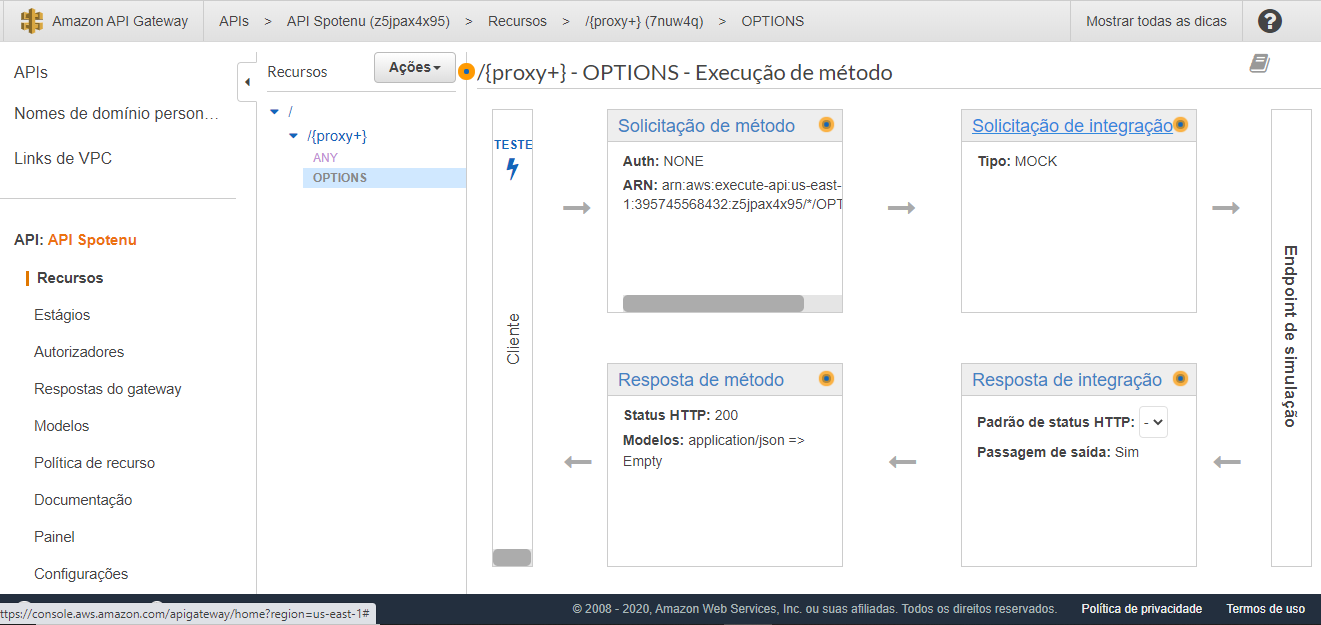 Amazon API Gateway
APIs > API Spotenu (z5jpax4x95) > Recursos > /{proxy+} (7nuw4q) > OPTIONS
Mostrar todas as dicas
?
APIs
Nomes de domínio person...
Links de VPC
API: API Spotenu
Recursos
Estágios
Autorizadores
Respostas do gateway
Modelos
Política de recurso
Documentação
Painel
Configurações
Recursos
Ações
/
/{proxy+}
ANY
OPTIONS
/{proxy+} - OPTIONS - Execução de método
TESTE
Cliente
Solicitação de método
Auth: NONE
ARN: arn:aws:execute-api:us-east-
1:395745568432:z5jpax4x95/*/OPT
Solicitação de integração
Tipo: MOCK
Endpoint de simulação
Resposta de método
Status HTTP: 200
Modelos: application/json =>
Empty
Resposta de integração
Padrão de status HTTP: -
Passagem de saída: Sim
ttps://console.aws.amazon.com/apigateway/home?region=us-east-1#
© 2008 - 2020, Amazon Web Services, Inc. ou suas afiliadas. Todos os direitos reservados.
Política de privacidade
Termos de uso